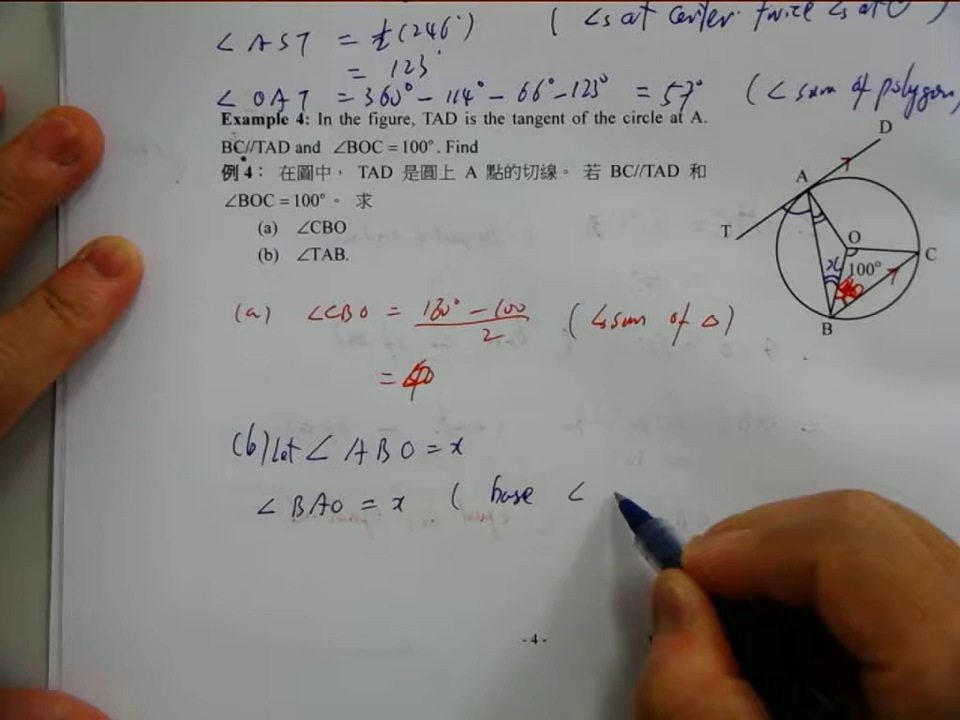 ∠AST = ½(246°) (∠s at center twice ∠s at
= 123°
∠OAT = 360° - 114° - 66° - 123° = 57° (∠ sum of polygon)
Example 4: In the figure, TAD is the tangent of the circle at A.
BC//TAD and ∠BOC = 100°. Find
例 4: 在圖中， TAD 是圓上 A 點的切線。 若 BC//TAD 和
∠BOC = 100°。 求
(a) ∠CBO
(b) ∠TAB.
D
A
T
O
x
100°
C
B
(a) ∠CBO = 180° - 100 / 2 (∠ sum of △)
= 40
(b) Let ∠ABO = x
∠BAO = x ( base ∠
- 4 -